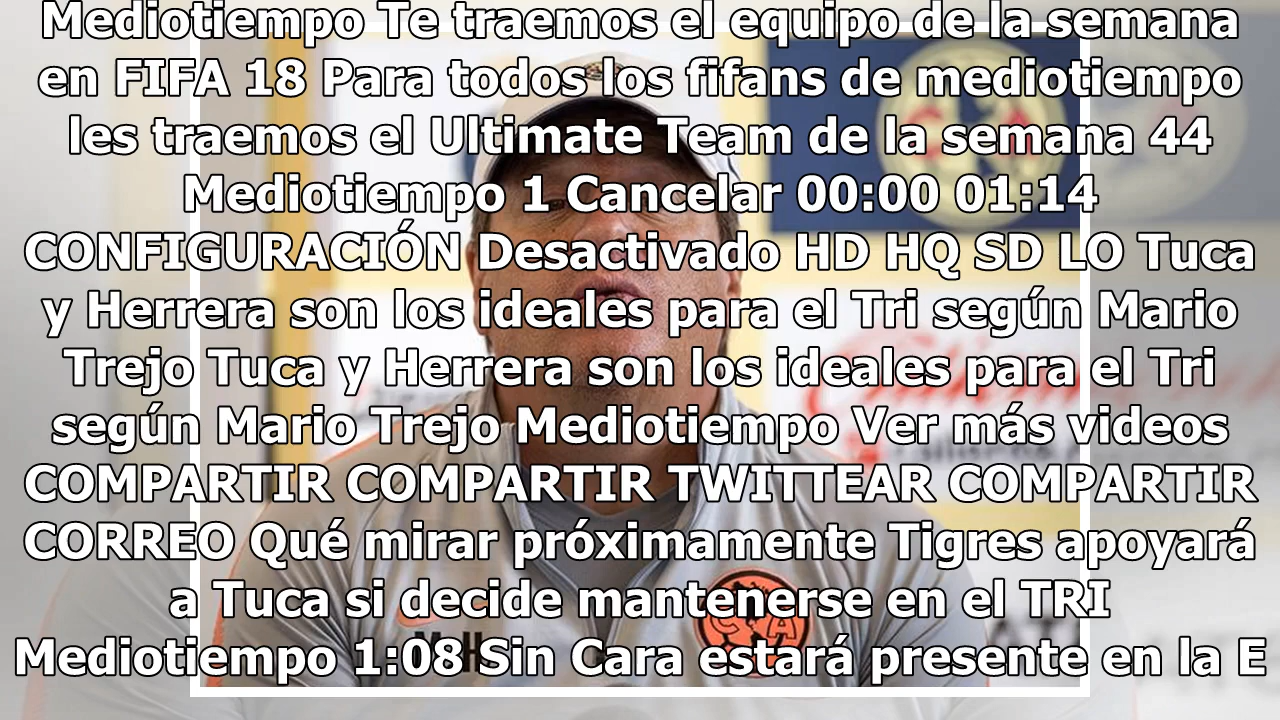 Mediotiempo Te traemos el equipo de la semana
en FIFA 18 Para todos los fifans de mediotiempo
les traemos el Ultimate Team de la semana 44
Mediotiempo 1 Cancelar 00:00 01:14
CONFIGURACIÓN Desactivado HD HQ SD LO Tuca
y Herrera son los ideales para el Tri según Mario
Trejo Tuca y Herrera son los ideales para el Tri
según Mario Trejo Mediotiempo Ver más videos
COMPARTIR COMPARTIR TWITTEAR COMPARTIR
CORREO Qué mirar próximamente Tigres apoyará
a Tuca si decide mantenerse en el TRI
Mediotiempo 1:08 Sin Cara estará presente en la E